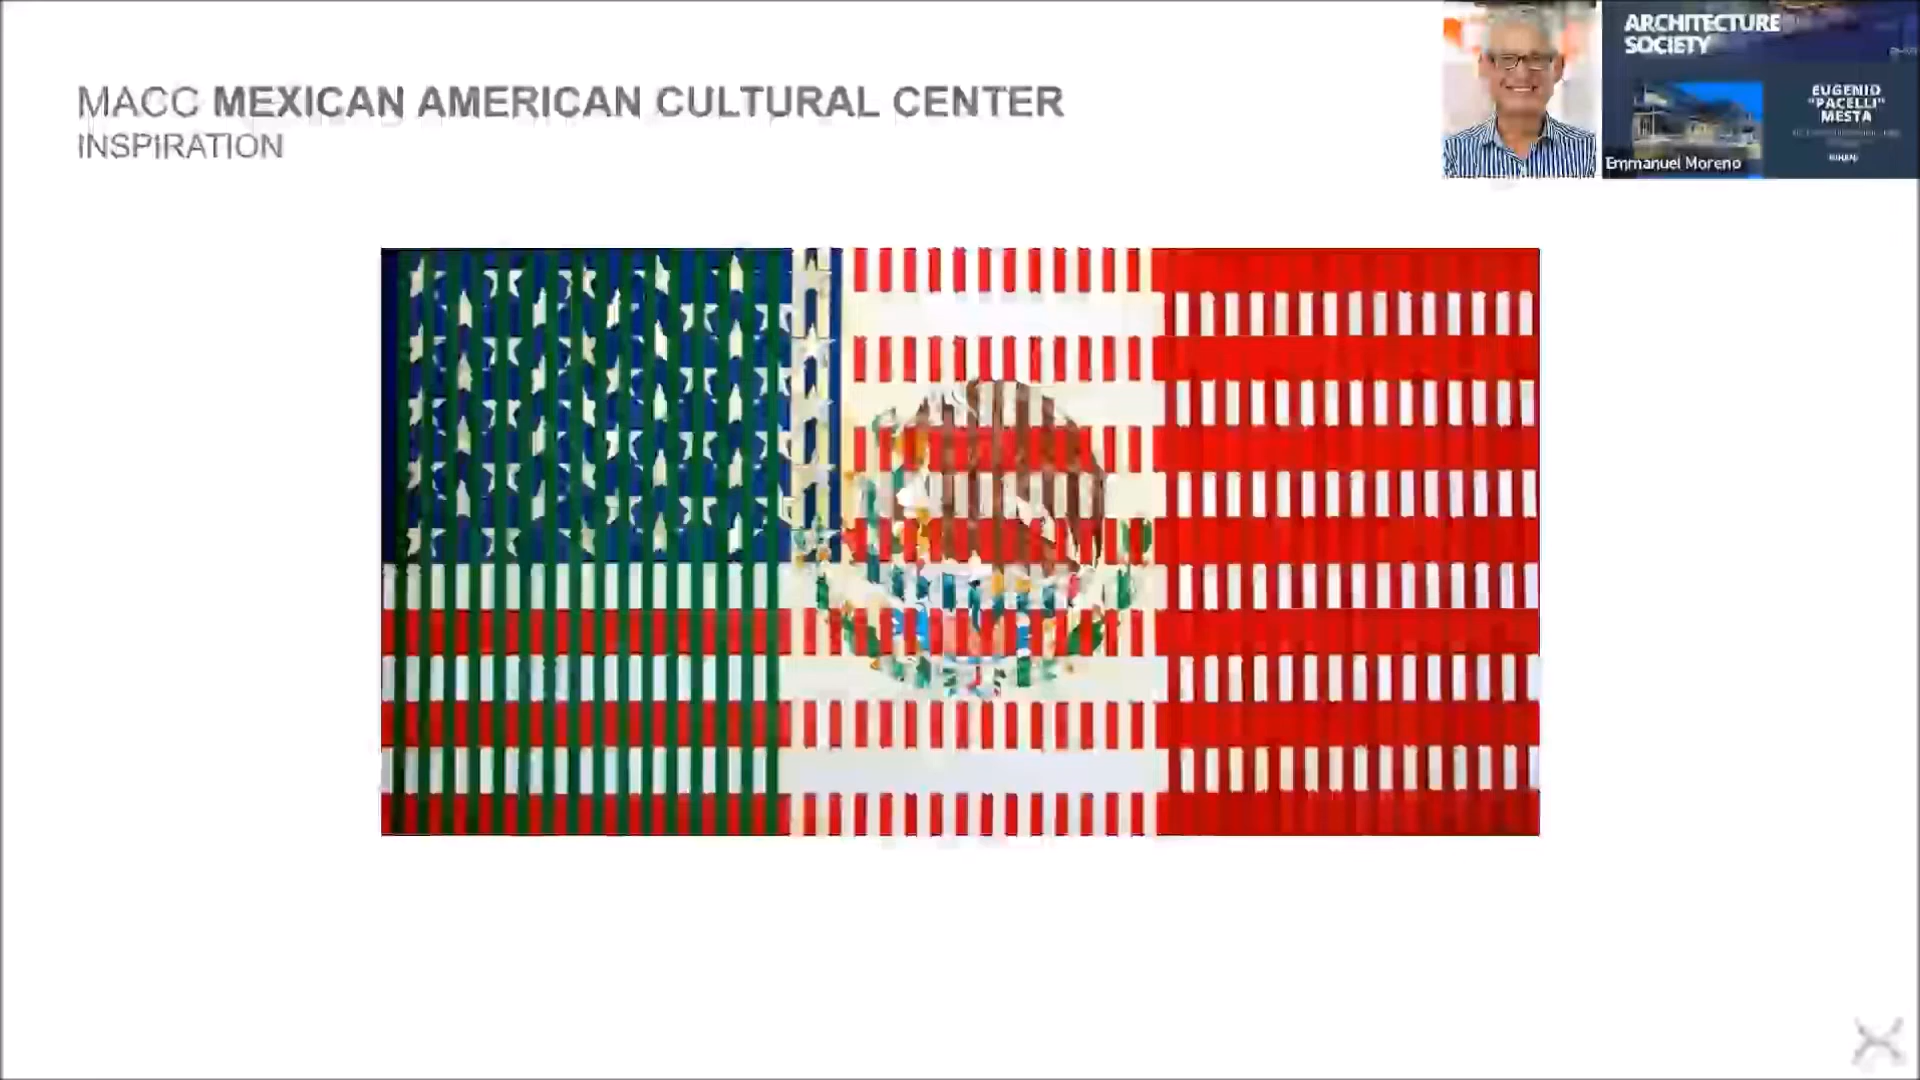 MACC MEXICAN AMERICAN CULTURAL CENTER
INSPIRATION
ARCHITECTURE
SOCIETY
EUGENIO
"PACELLI"
MESTA
Emmanuel Moreno